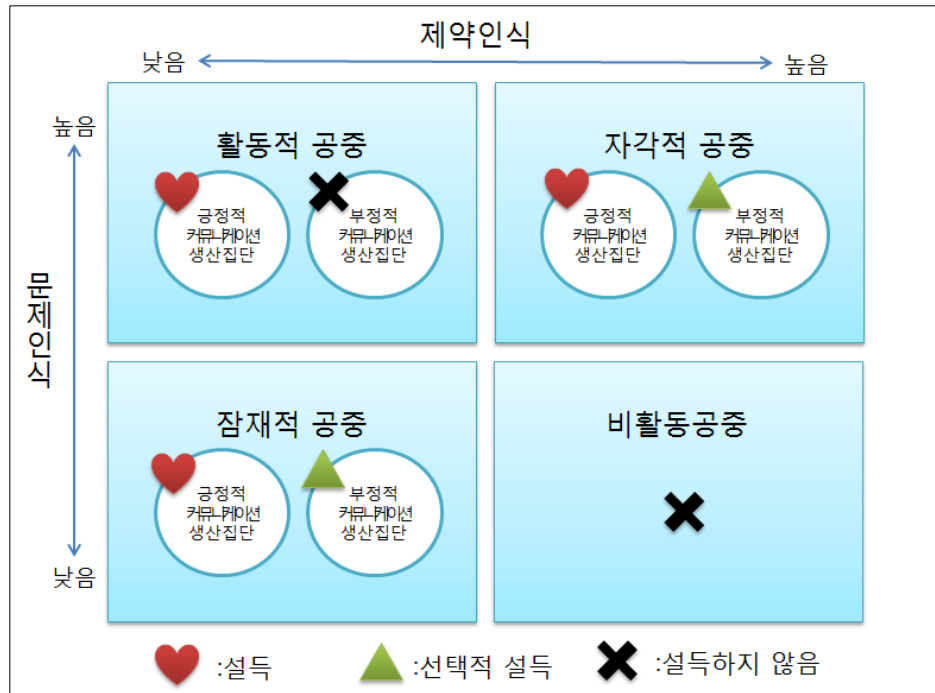 제약인식
낮음
높음
높음
문제인식
낮음
활동적 공중
긍정적
커뮤니케이션
생산집단
부정적
커뮤니케이션
생산집단
자각적 공중
긍정적
커뮤니케이션
생산집단
부정적
커뮤니케이션
생산집단
잠재적 공중
긍정적
커뮤니케이션
생산집단
부정적
커뮤니케이션
생산집단
비활동공중
:설득
:선택적 설득
:설득하지 않음